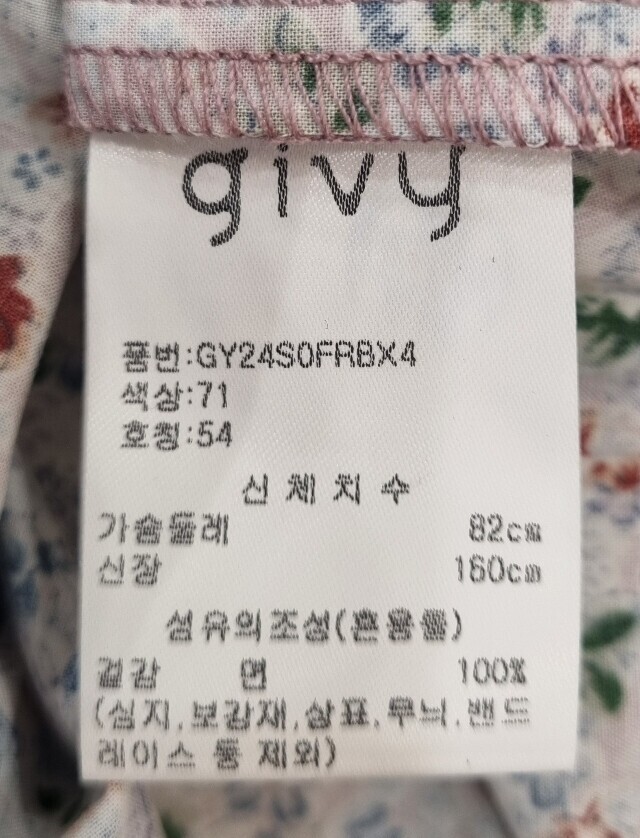 givy
품번:GY24S0FRBX4
색상:71
호칭:54
신체치수
가슴둘레 82cm
신장 160cm
섬유의조성(혼용률)
겉감 면 100%
(심지,보강재,상표,무늬,밴드
레이스 등 제외)